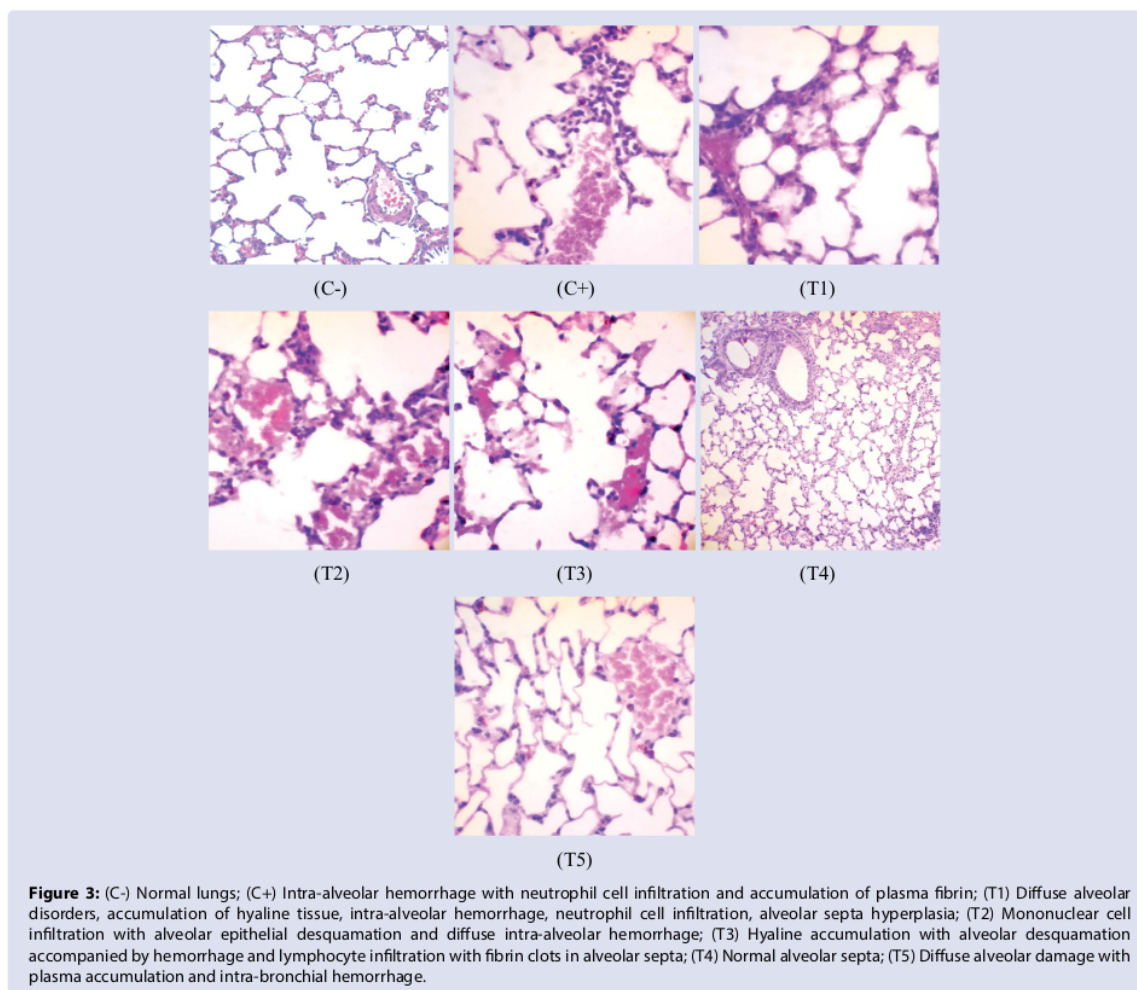 (C-)
(C+)
(T1)
(T2)
(T3)
(T4)
(T5)
Figure 3: (C-) Normal lungs; (C+) Intra-alveolar hemorrhage with neutrophil cell infiltration and accumulation of plasma fibrin; (T1) Diffuse alveolar
disorders, accumulation of hyaline tissue, intra-alveolar hemorrhage, neutrophil cell infiltration, alveolar septa hyperplasia; (T2) Mononuclear cell
infiltration with alveolar epithelial desquamation and diffuse intra-alveolar hemorrhage; (T3) Hyaline accumulation with alveolar desquamation
accompanied by hemorrhage and lymphocyte infiltration with fibrin clots in alveolar septa; (T4) Normal alveolar septa; (T5) Diffuse alveolar damage with
plasma accumulation and intra-bronchial hemorrhage.